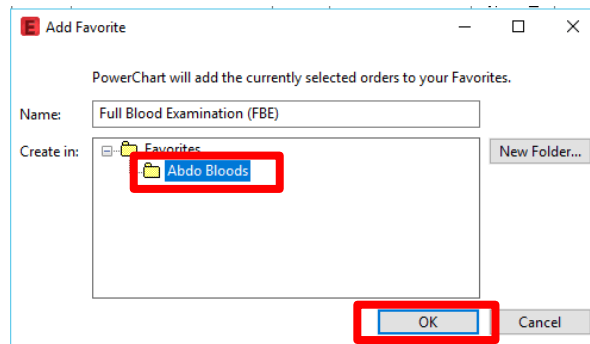 E Add Favorite
PowerChart will add the currently selected orders to your Favorites.
Name: Full Blood Examination (FBE)
Create in: Favorites New Folder...
Abdo Bloods
OK Cancel